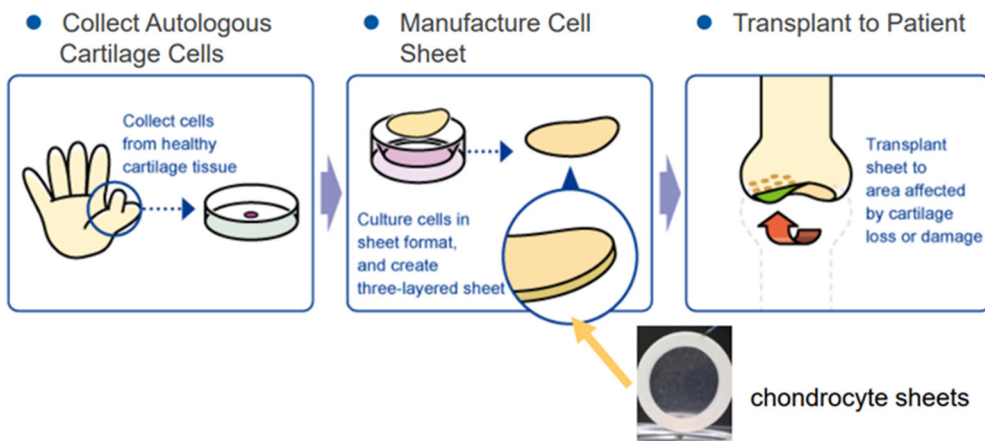 ● Collect Autologous
Cartilage Cells
Collect cells
from healthy
cartilage tissue
● Manufacture Cell
Sheet
Culture cells in
sheet format,
and create
three-layered sheet
● Transplant to Patient
Transplant
sheet to
area affected
by cartilage
loss or damage
chondrocyte sheets